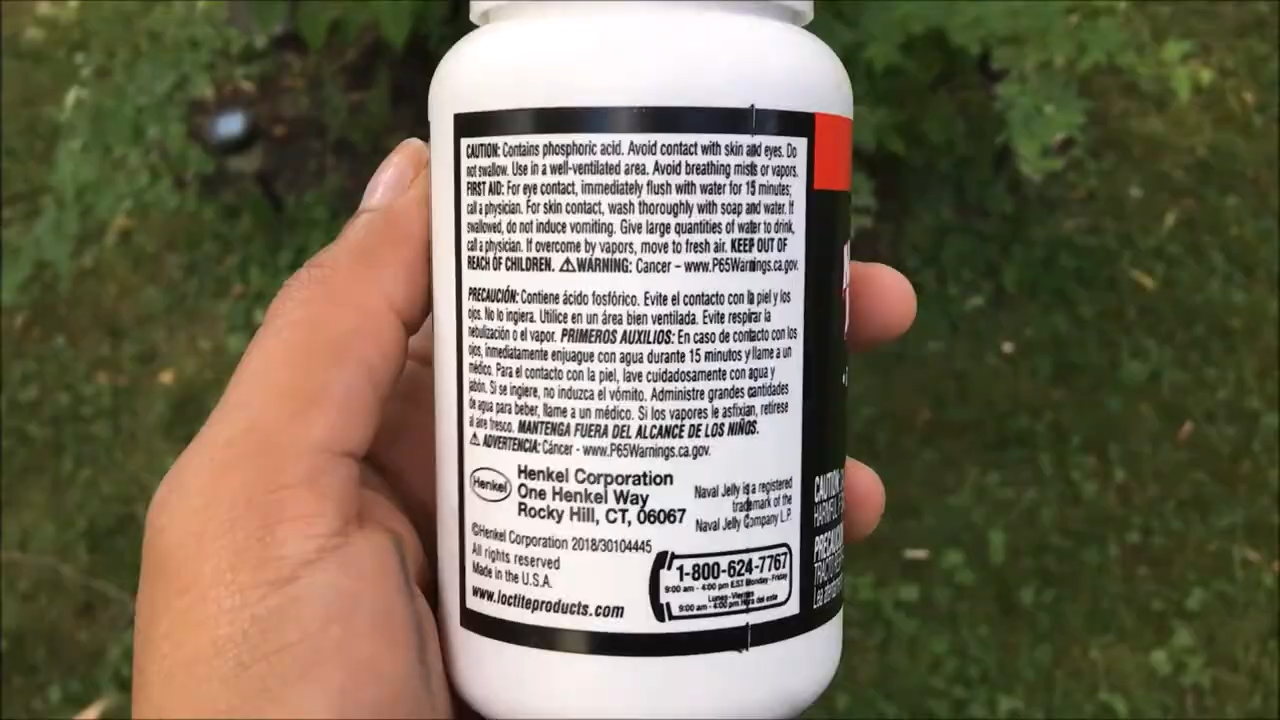 CAUTION: Contains phosphoric acid. Avoid contact with skin and eyes. Do
not swallow. Use in a well-ventilated area. Avoid breathing mists or vapors.
FIRST AID: For eye contact, immediately flush with water for 15 minutes;
call a physician. For skin contact, wash thoroughly with soap and water. If
swallowed, do not induce vomiting. Give large quantities of water to drink,
call a physician. If overcome by vapors, move to fresh air. KEEP OUT OF
REACH OF CHILDREN. ⚠WARNING: Cancer – www.P65Warnings.ca.gov.
PRECAUCIÓN: Contiene ácido fosfórico. Evite el contacto con la piel y los
ojos. No lo ingiera. Utilice en un área bien ventilada. Evite respirar la
nebulización o el vapor. PRIMEROS AUXILIOS: En caso de contacto con los
ojos, inmediatamente enjuague con agua durante 15 minutos y llame a un
médico. Para el contacto con la piel, lave cuidadosamente con agua y
jabón. Si se ingiere, no induzca el vómito. Administre grandes cantidades
de agua para beber, llame a un médico. Si los vapores le asfixian, retírese
al aire fresco. MANTENGA FUERA DEL ALCANCE DE LOS NIÑOS.
⚠ ADVERTENCIA: Cáncer - www.P65Warnings.ca.gov.
Henkel
Henkel Corporation
One Henkel Way
Rocky Hill, CT, 06067
Naval Jelly is a registered
trademark of the
Naval Jelly Company L.P.
©Henkel Corporation 2018/30104445
All rights reserved
Made in the U.S.A.
www.loctiteproducts.com
1-800-624-7767
9:00 am - 4:00 pm EST Monday-Friday
Lunes-Viernes
9:00 am - 4:00 pm Hora del este
CAUTION